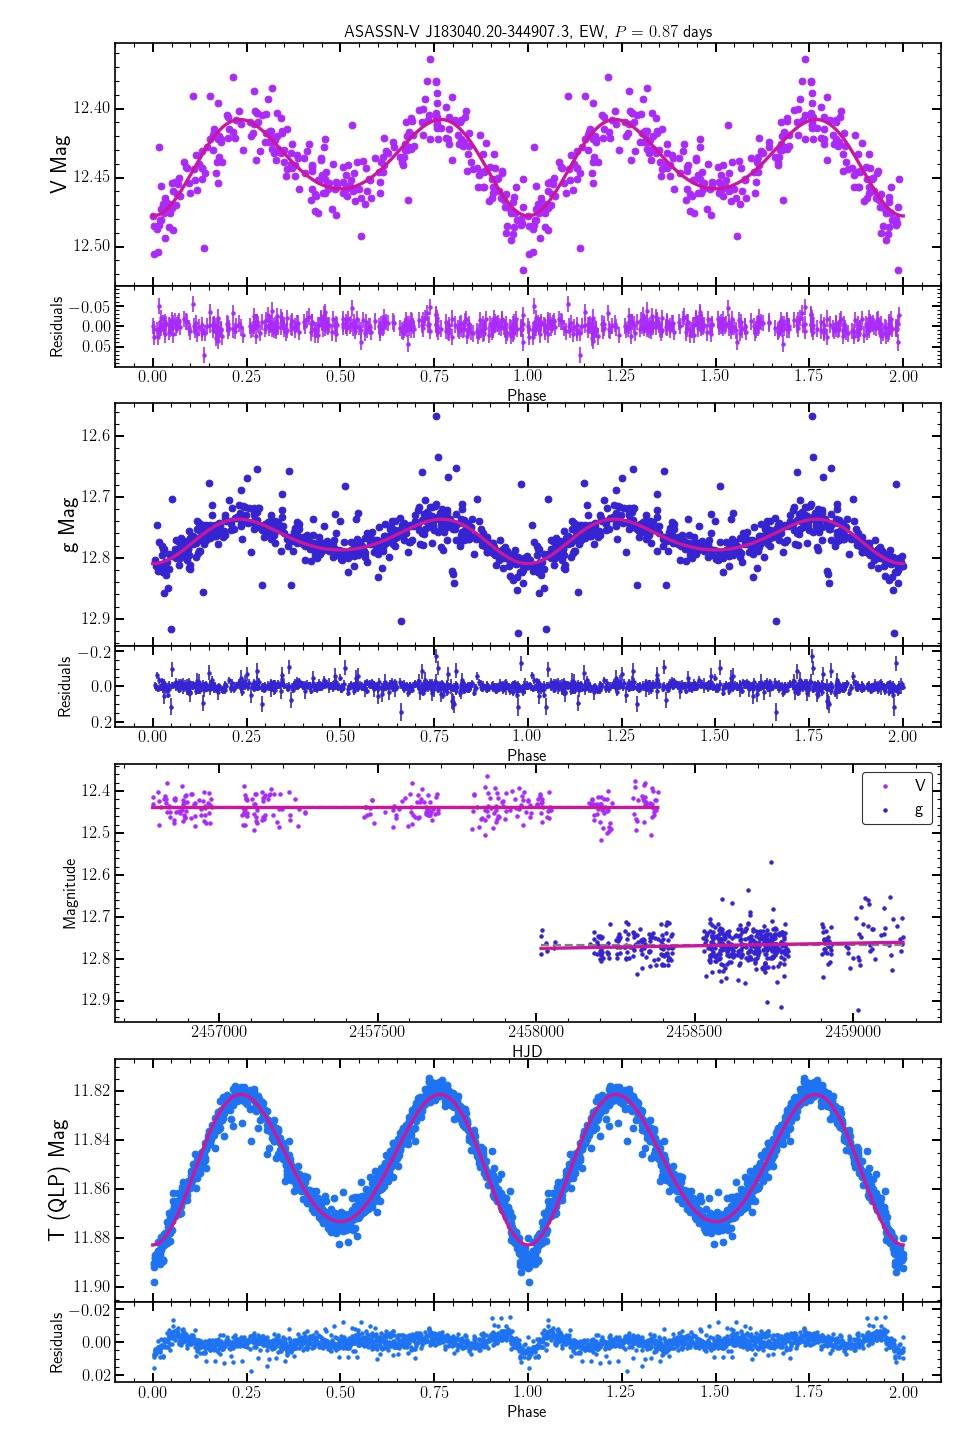 ASASSN-V J183040.20-344907.3, EW, P = 0.87 days
12.40
12.45
12.50
V Mag
−0.05
0.00
0.05
Residuals
0.00 0.25 0.50 0.75 1.00 1.25 1.50 1.75 2.00
Phase
12.6
12.7
12.8
12.9
g Mag
−0.2
0.0
0.2
Residuals
0.00 0.25 0.50 0.75 1.00 1.25 1.50 1.75 2.00
Phase
12.4
12.5
12.6
12.7
12.8
12.9
Magnitude
V
g
2457000 2457500 2458000 2458500 2459000
HJD
11.82
11.84
11.86
11.88
11.90
T (QLP) Mag
−0.02
0.00
0.02
Residuals
0.00 0.25 0.50 0.75 1.00 1.25 1.50 1.75 2.00
Phase